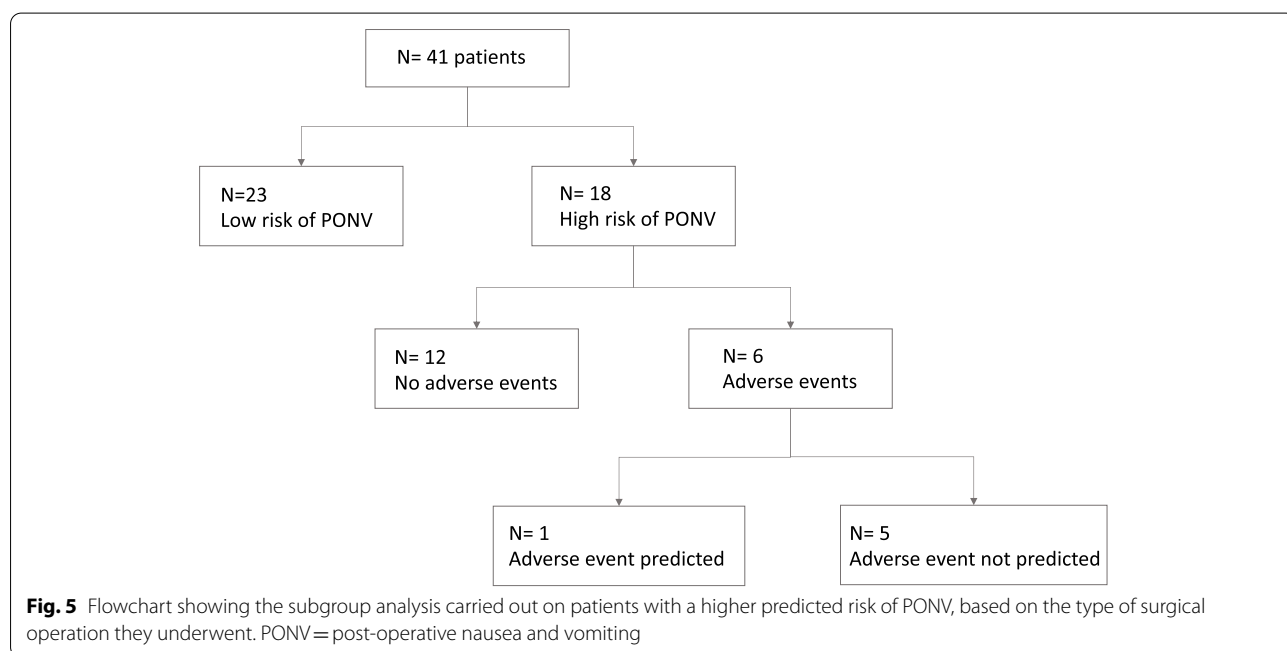 N= 41 patients
N=23
Low risk of PONV
N= 18
High risk of PONV
N= 12
No adverse events
N= 6
Adverse events
N= 1
Adverse event predicted
N= 5
Adverse event not predicted
Fig. 5 Flowchart showing the subgroup analysis carried out on patients with a higher predicted risk of PONV, based on the type of surgical
operation they underwent. PONV = post-operative nausea and vomiting